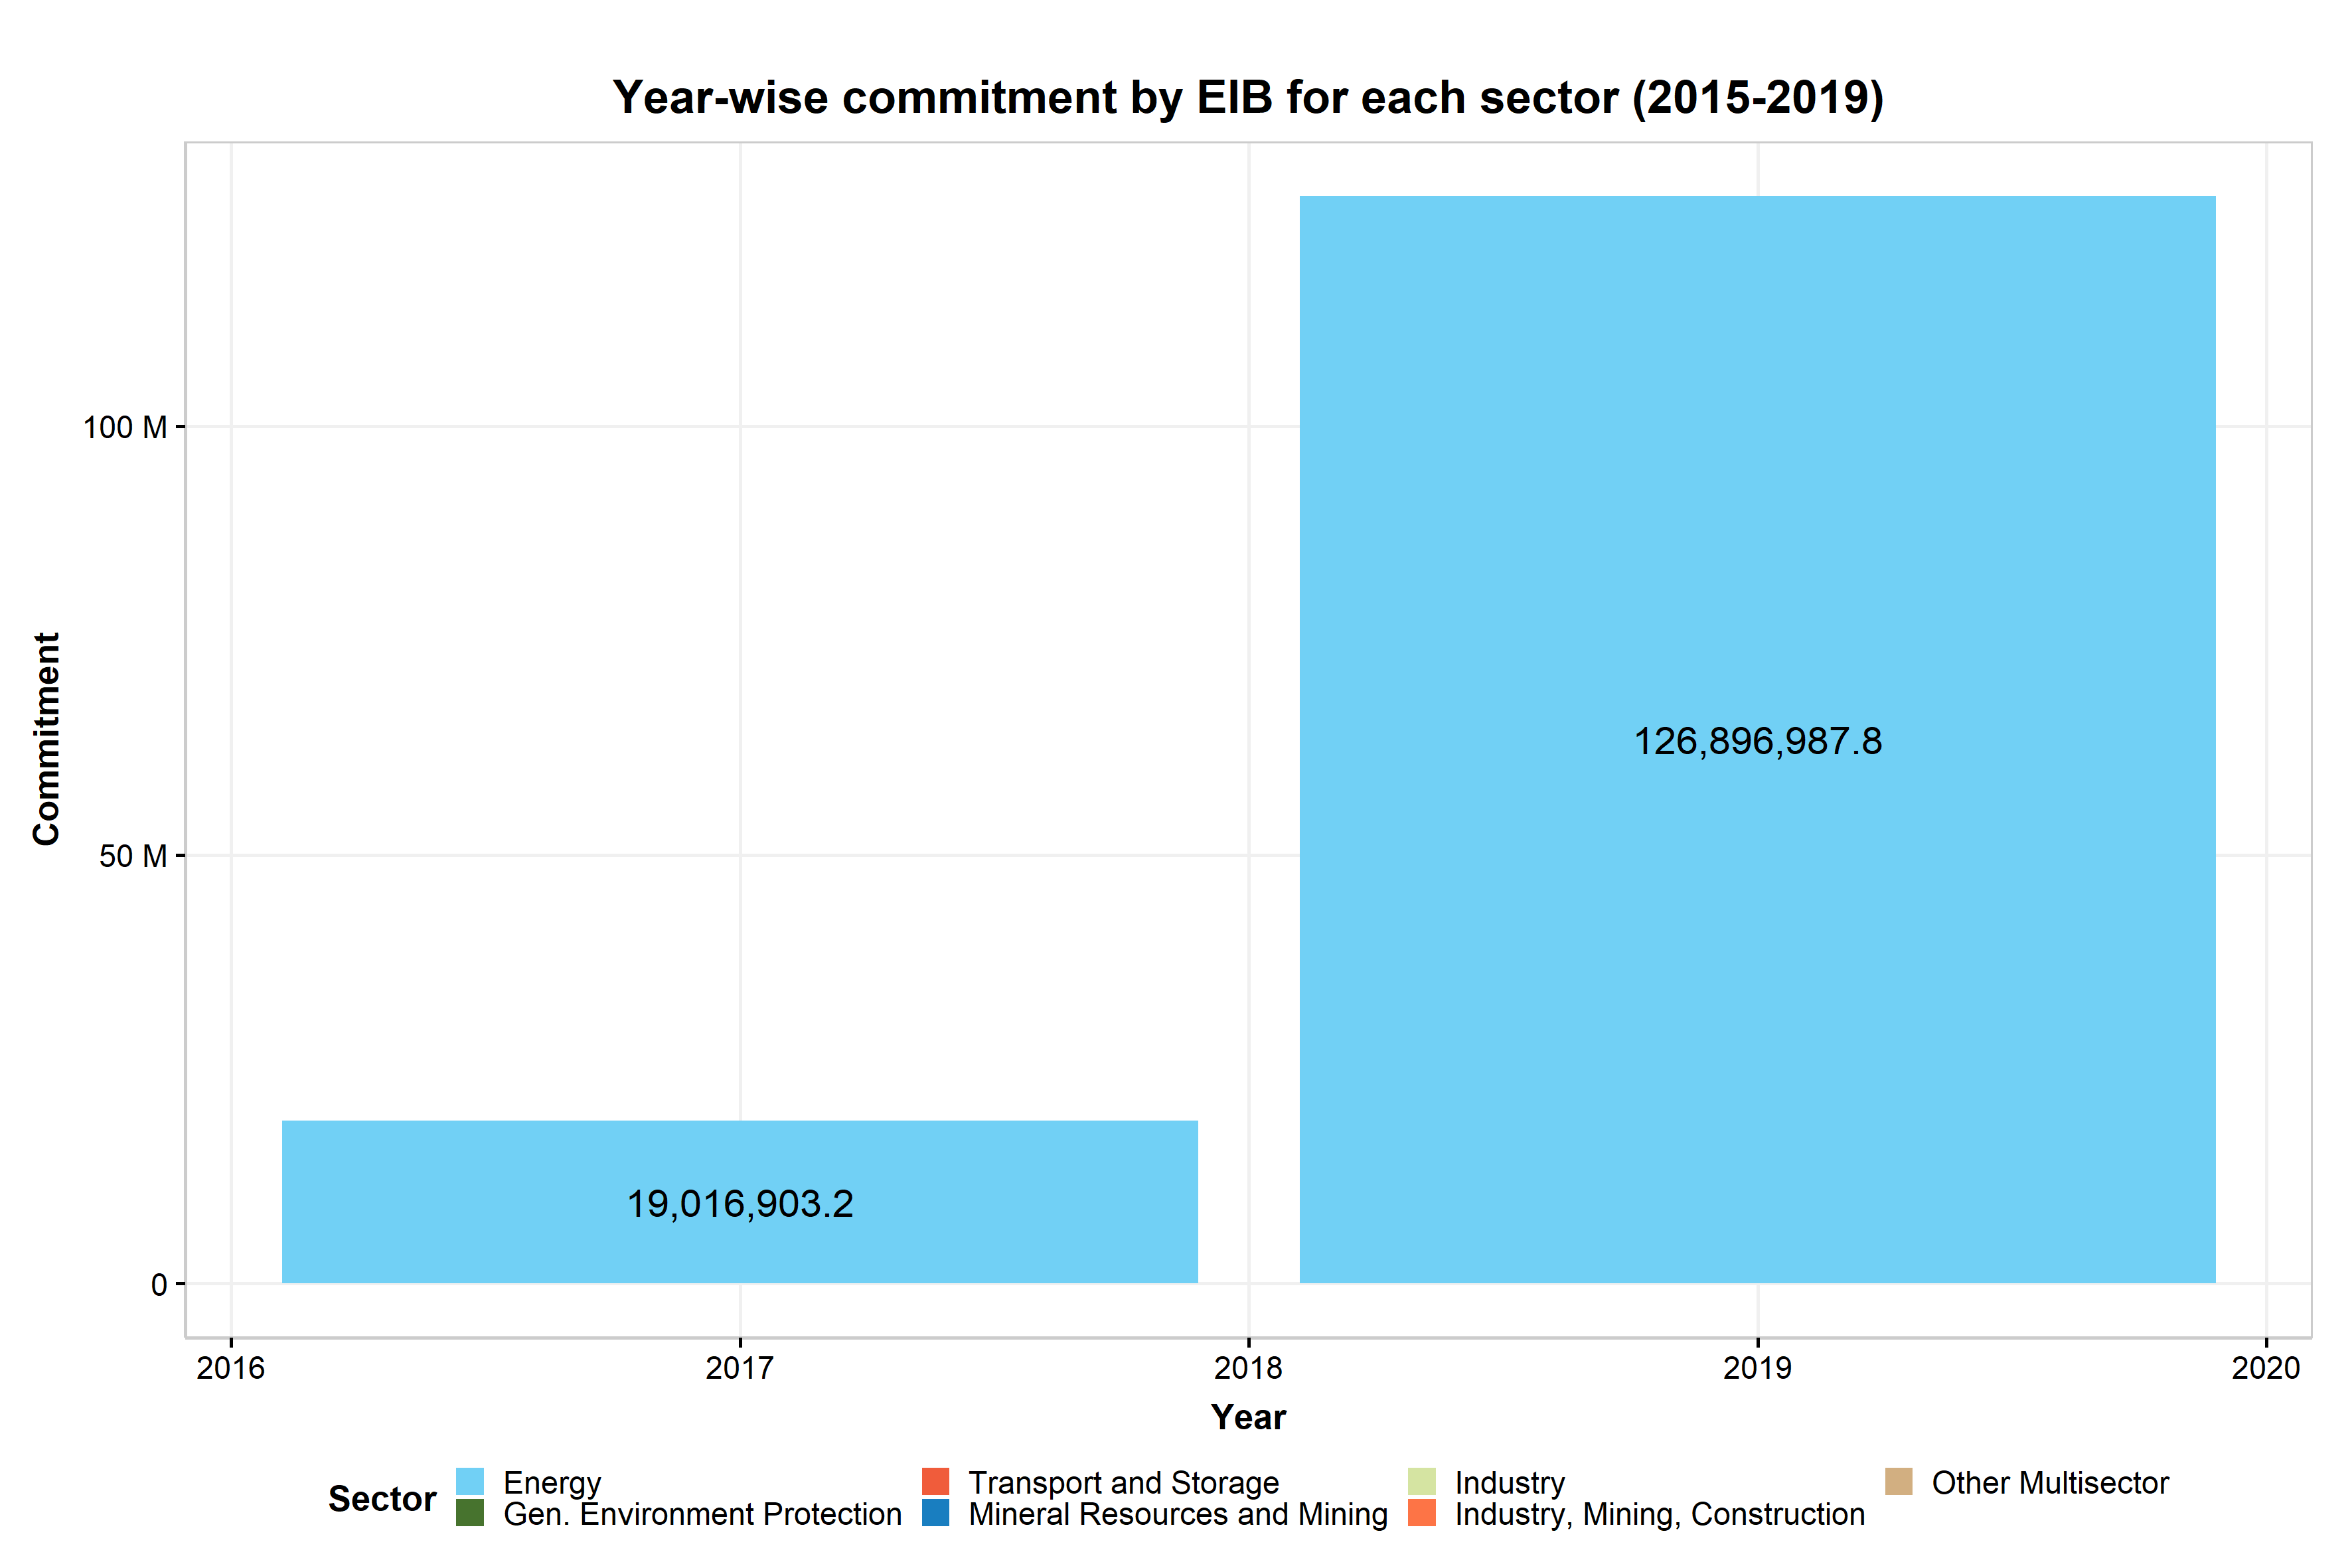 Year-wise commitment by EIB for each sector (2015-2019)
Commitment
100 M
50 M
0
126,896,987.8
19,016,903.2
2016 2017 2018 2019 2020
Year
Sector
Energy Transport and Storage Industry Other Multisector
Gen. Environment Protection Mineral Resources and Mining Industry, Mining, Construction